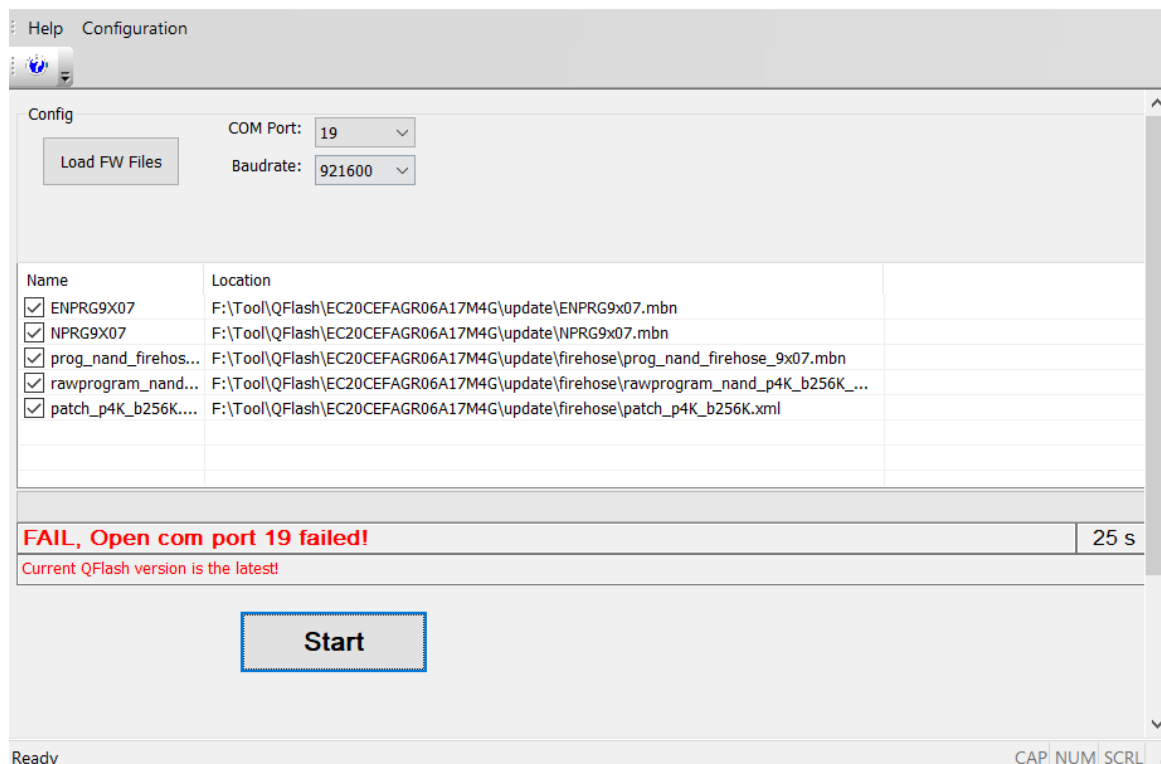 Help Configuration
Config
Load FW Files
COM Port: 19
Baudrate: 921600
Name Location
ENPRG9X07 F:\Tool\QFlash\EC20CEFAGR06A17M4G\update\ENPRG9x07.mbn
NPRG9X07 F:\Tool\QFlash\EC20CEFAGR06A17M4G\update\NPRG9x07.mbn
prog_nand_firehos... F:\Tool\QFlash\EC20CEFAGR06A17M4G\update\firehose\prog_nand_firehose_9x07.mbn
rawprogram_nand... F:\Tool\QFlash\EC20CEFAGR06A17M4G\update\firehose\rawprogram_nand_p4K_b256K_...
patch_p4K_b256K.... F:\Tool\QFlash\EC20CEFAGR06A17M4G\update\firehose\patch_p4K_b256K.xml
FAIL, Open com port 19 failed! 25 s
Current QFlash version is the latest!
Start
Ready CAP NUM SCRL